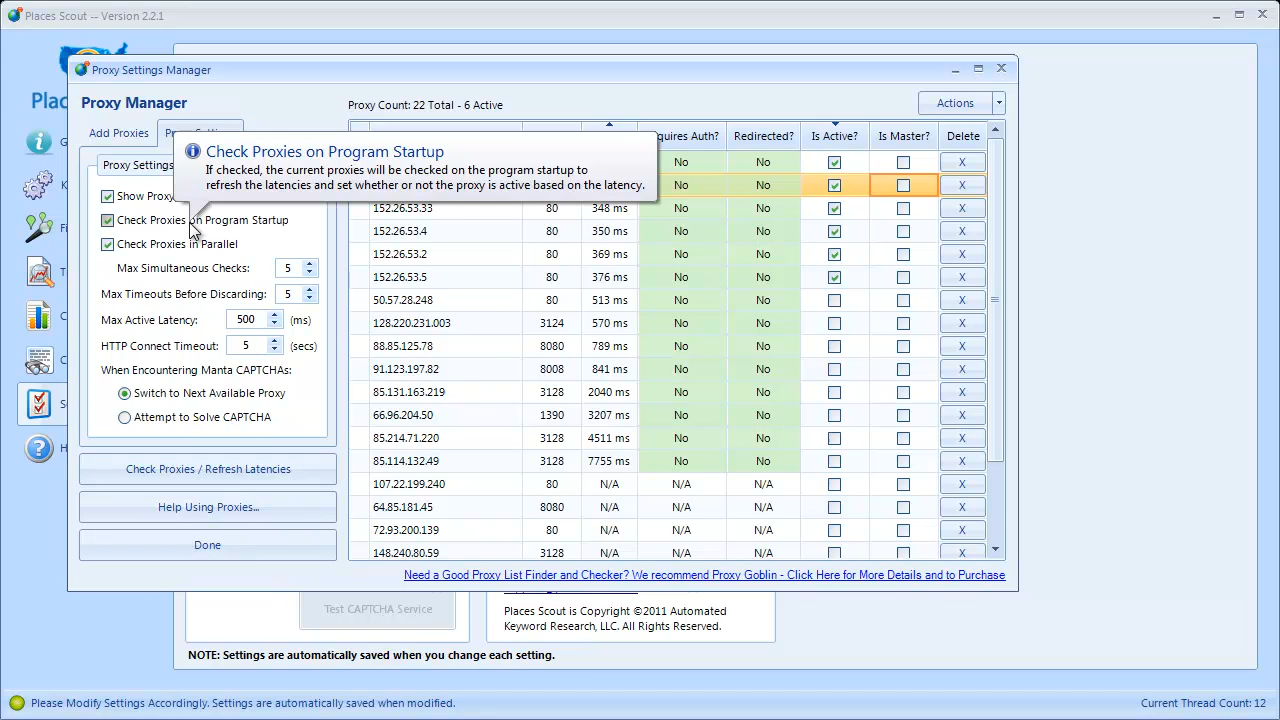 Places Scout -- Version 2.2.1
Proxy Settings Manager
Proxy Manager
Proxy Count: 22 Total - 6 Active
Actions
Add Proxies
Requires Auth? Redirected? Is Active? Is Master? Delete
Check Proxies on Program Startup
If checked, the current proxies will be checked on the program startup to
refresh the latencies and set whether or not the proxy is active based on the latency.
Proxy Settings
Show Proxy
Check Proxies on Program Startup
Check Proxies in Parallel
Max Simultaneous Checks: 5
Max Timeouts Before Discarding: 5
Max Active Latency: 500 (ms)
HTTP Connect Timeout: 5 (secs)
When Encountering Manta CAPTCHAs:
Switch to Next Available Proxy
Attempt to Solve CAPTCHA
Check Proxies / Refresh Latencies
Help Using Proxies...
Done
No No X
No No X
152.26.53.33 80 348 ms No No X
152.26.53.4 80 350 ms No No X
152.26.53.2 80 369 ms No No X
152.26.53.5 80 376 ms No No X
50.57.28.248 80 513 ms No No X
128.220.231.003 3124 570 ms No No X
88.85.125.78 8080 789 ms No No X
91.123.197.82 8008 841 ms No No X
85.131.163.219 3128 2040 ms No No X
66.96.204.50 1390 3207 ms No No X
85.214.71.220 3128 4511 ms No No X
85.114.132.49 3128 7755 ms No No X
107.22.199.240 80 N/A N/A N/A X
64.85.181.45 8080 N/A N/A N/A X
72.93.200.139 80 N/A N/A N/A X
148.240.80.59 3128 N/A N/A N/A X
Need a Good Proxy List Finder and Checker? We recommend Proxy Goblin - Click Here for More Details and to Purchase
Test CAPTCHA Service
Places Scout is Copyright ©2011 Automated
Keyword Research, LLC. All Rights Reserved.
NOTE: Settings are automatically saved when you change each setting.
Please Modify Settings Accordingly. Settings are automatically saved when modified.
Current Thread Count: 12